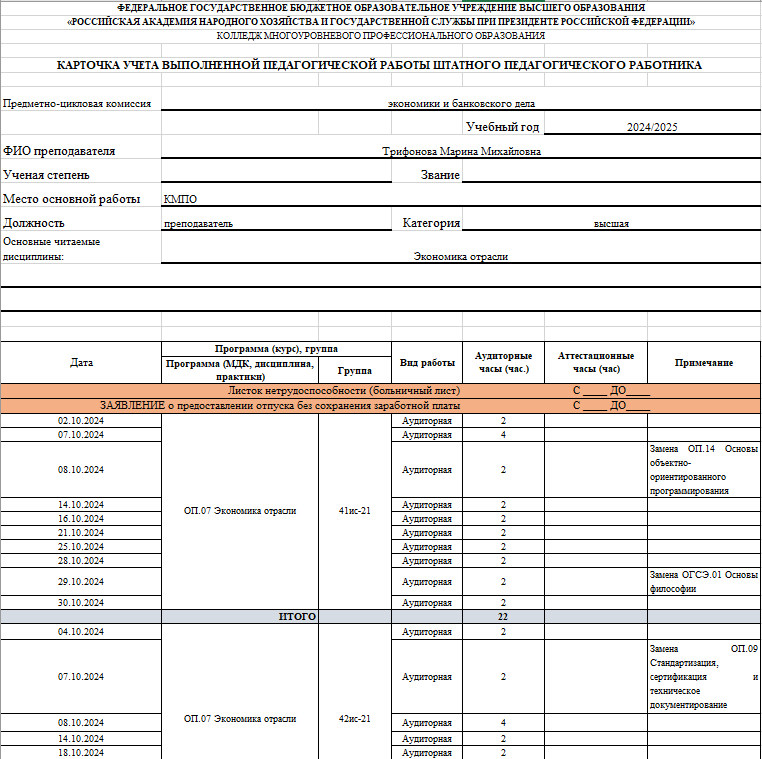 ФЕДЕРАЛЬНОЕ ГОСУДАРСТВЕННОЕ БЮДЖЕТНОЕ ОБРАЗОВАТЕЛЬНОЕ УЧРЕЖДЕНИЕ ВЫСШЕГО ОБРАЗОВАНИЯ
«РОССИЙСКАЯ АКАДЕМИЯ НАРОДНОГО ХОЗЯЙСТВА И ГОСУДАРСТВЕННОЙ СЛУЖБЫ ПРИ ПРЕЗИДЕНТЕ РОССИЙСКОЙ ФЕДЕРАЦИИ»
КОЛЛЕДЖ МНОГОУРОВНЕВОГО ПРОФЕССИОНАЛЬНОГО ОБРАЗОВАНИЯ
КАРТОЧКА УЧЕТА ВЫПОЛНЕННОЙ ПЕДАГОГИЧЕСКОЙ РАБОТЫ ШТАТНОГО ПЕДАГОГИЧЕСКОГО РАБОТНИКА
Предметно-цикловая комиссия экономики и банковского дела
Учебный год 2024/2025
ФИО преподавателя Трифонова Марина Михайловна
Ученая степень Звание
Место основной работы КМПО
Должность преподаватель Категория высшая
Основные читаемые
дисциплины: Экономика отрасли
Дата
Программа (курс), группа
Программа (МДК, дисциплина,
практики)
Группа
Вид работы
Аудиторные
часы (час.)
Аттестационные
часы (час)
Примечание
Листок нетрудоспособности (больничный лист) С _____ ДО_____
ЗАЯВЛЕНИЕ о предоставлении отпуска без сохранения заработной платы С _____ ДО_____
02.10.2024 Аудиторная 2
07.10.2024 Аудиторная 4
08.10.2024 Аудиторная 2
Замена ОП.14 Основы
объектно-
ориентированного
программирования
14.10.2024 Аудиторная 2
ОП.07 Экономика отрасли 41ис-21
16.10.2024 Аудиторная 2
21.10.2024 Аудиторная 2
25.10.2024 Аудиторная 2
28.10.2024 Аудиторная 2
29.10.2024 Аудиторная 2
Замена ОГСЭ.01 Основы
философии
30.10.2024 Аудиторная 2
ИТОГО 22
04.10.2024 Аудиторная 2
07.10.2024 Аудиторная 2
Замена ОП.09
Стандартизация,
сертификация и
техническое
документирование
ОП.07 Экономика отрасли 42ис-21
08.10.2024 Аудиторная 4
14.10.2024 Аудиторная 2
18.10.2024 Аудиторная 2